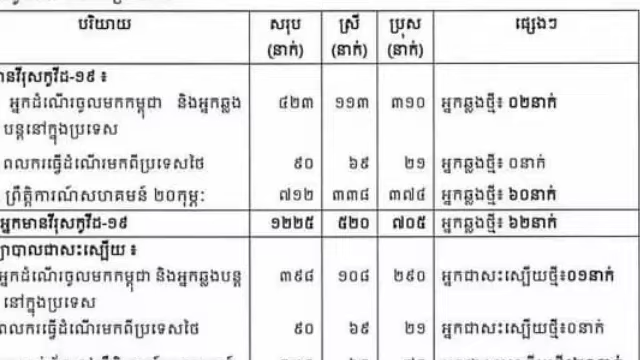 បរិយាយ សរុប ស្រី ប្រុស ផ្សេងៗ
(នាក់) (នាក់) (នាក់)
មានវីរុសកូវីដ-១៩ ៖
អ្នកដំណើរចូលមកកម្ពុជា និងអ្នកឆ្លង ៤២៣ ១១៣ ៣១០ អ្នកឆ្លងថ្មី៖ ០២នាក់
បន្តនៅក្នុងប្រទេស
ពលករធ្វើដំណើរមកពីប្រទេសថៃ ៩០ ៦៩ ២១ អ្នកឆ្លងថ្មី៖ ០នាក់
ព្រឹត្តិការណ៍សហគមន៍ ២០កុម្ភៈ ៧១២ ៣៣៨ ៣៧៤ អ្នកឆ្លងថ្មី៖ ៦០នាក់
អ្នកមានវីរុសកូវីដ-១៩ ១២២៥ ៥២០ ៧០៥ អ្នកឆ្លងថ្មី៖ ៦២នាក់
ព្យាបាលជាសះស្បើយ ៖
អ្នកដំណើរចូលមកកម្ពុជា និងអ្នកឆ្លងបន្ត ៣៩៨ ១០៨ ២៩០ អ្នកជាសះស្បើយថ្មី៖០១នាក់
នៅក្នុងប្រទេស
ពលករធ្វើដំណើរមកពីប្រទេសថៃ ៩០ ៦៩ ២១ អ្នកជាសះស្បើយថ្មី៖០នាក់